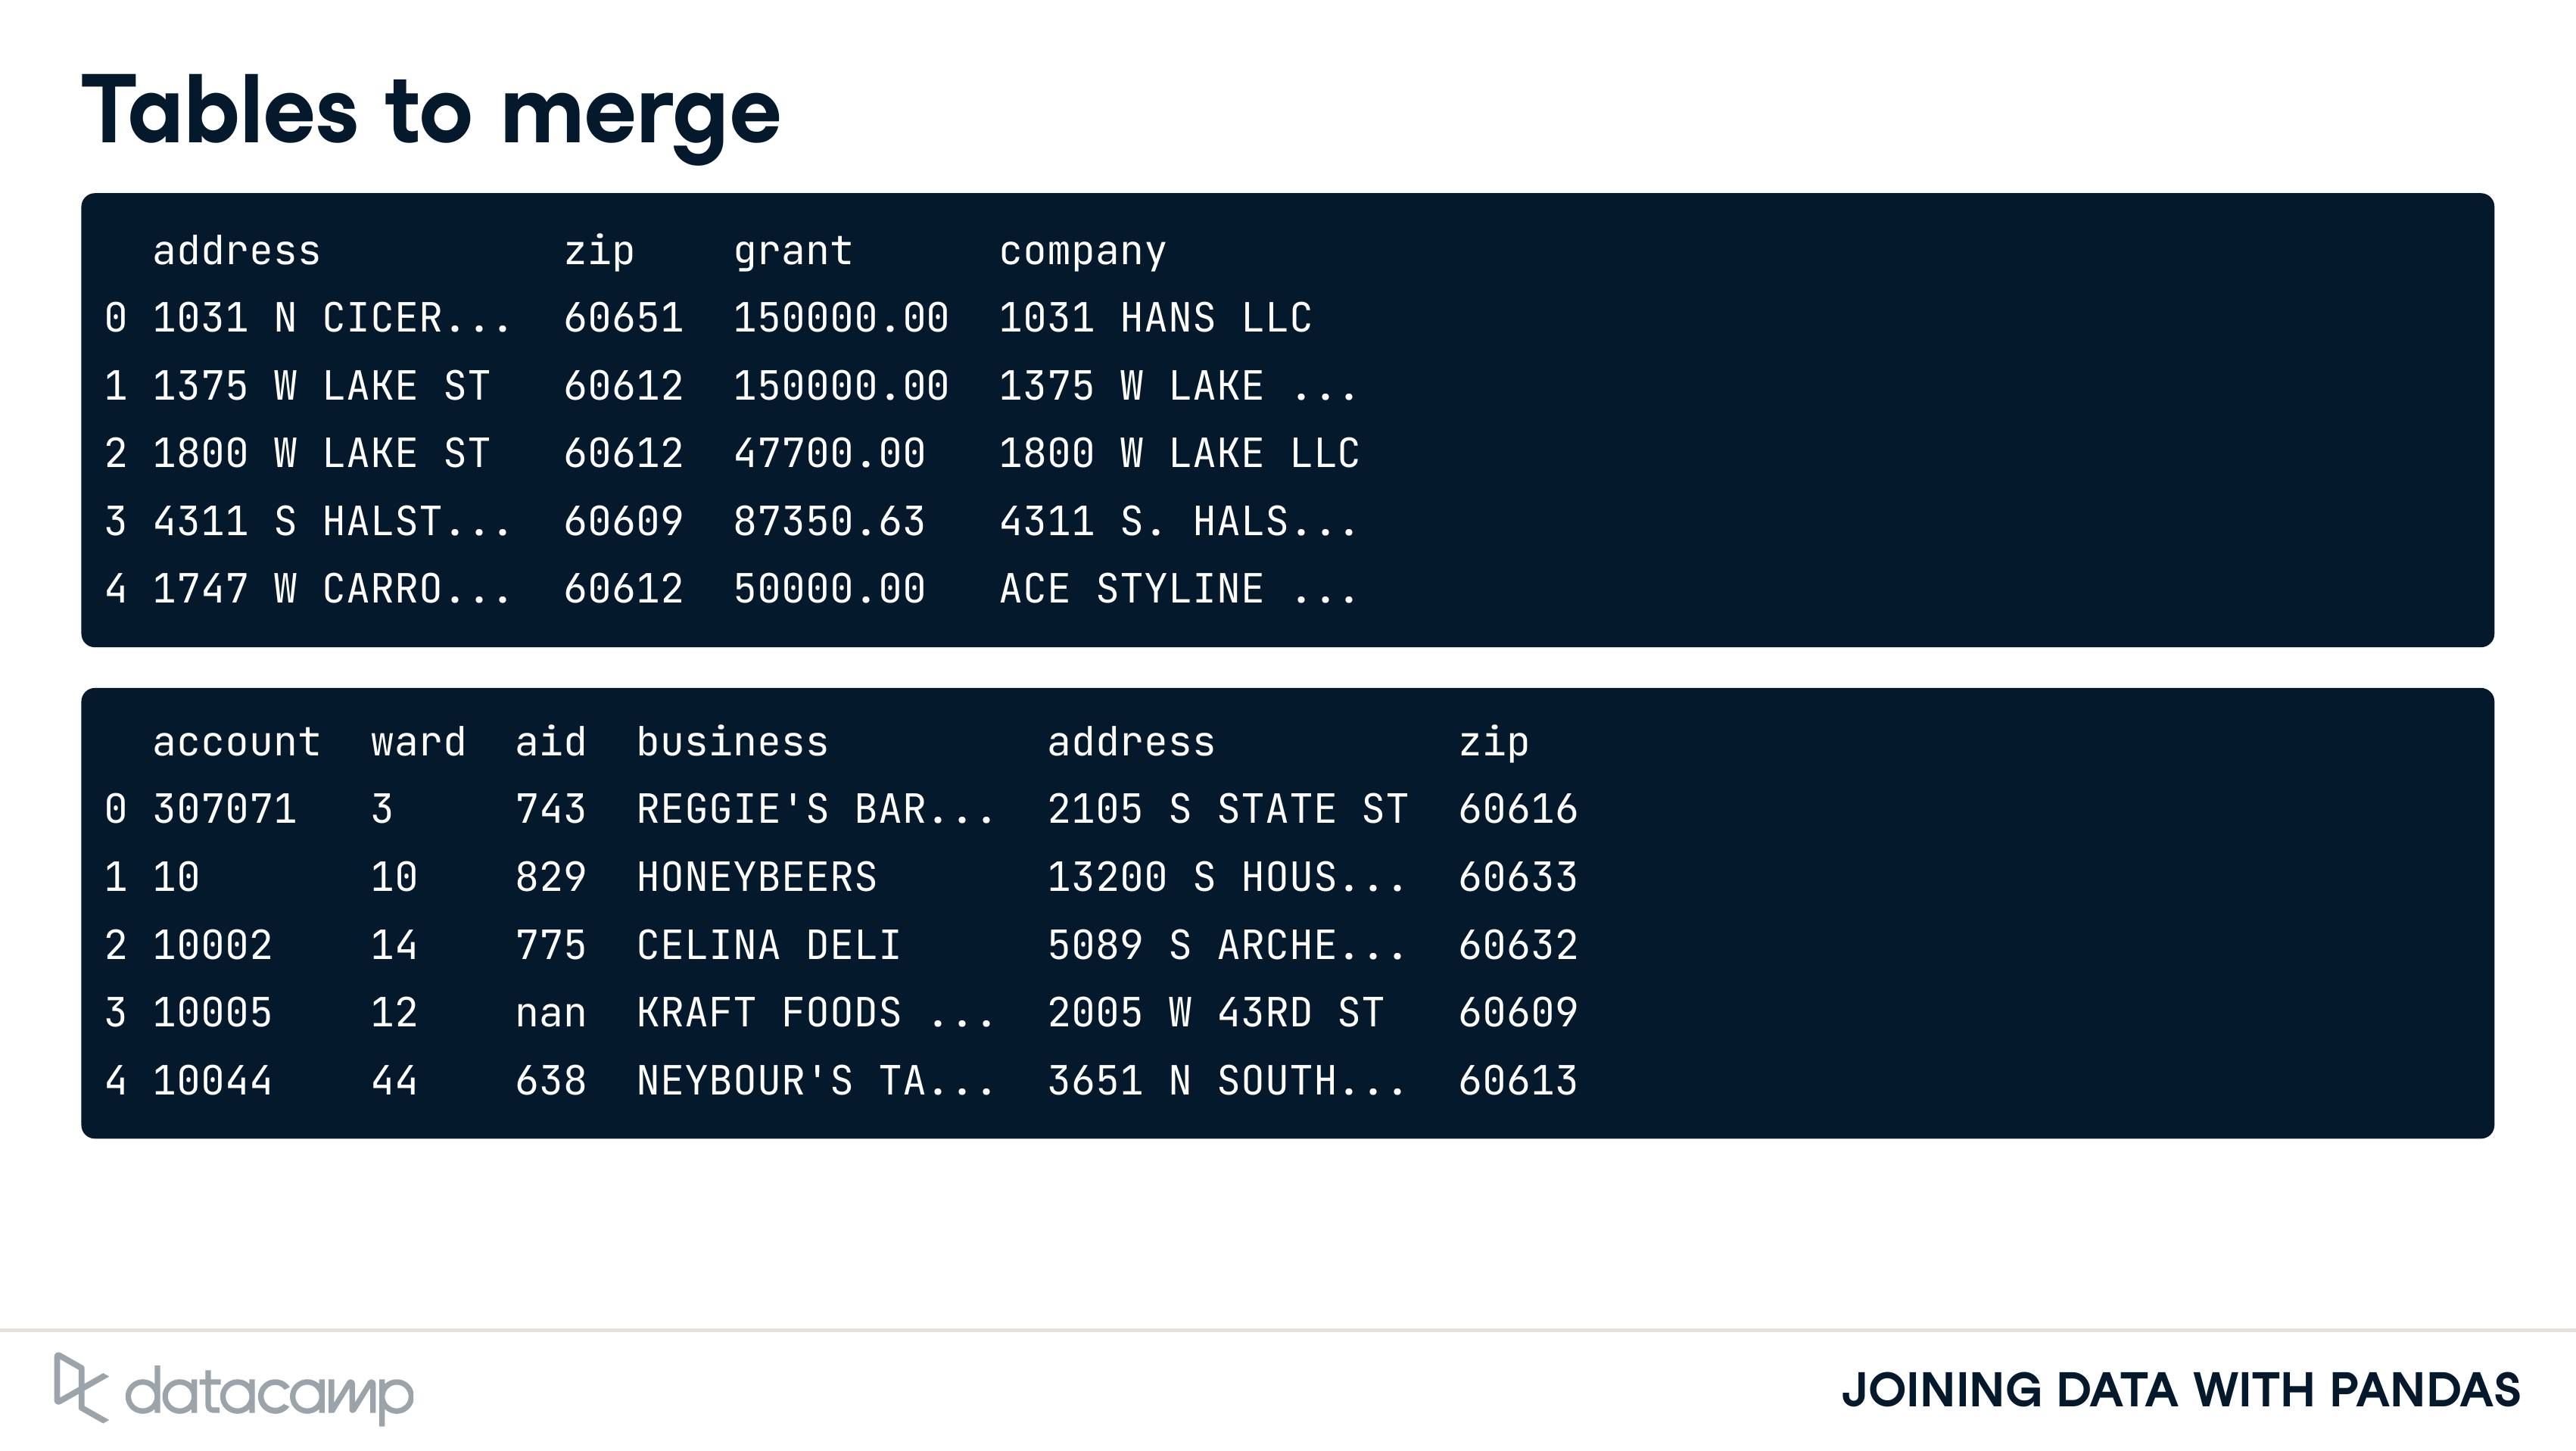 Tables to merge
address zip grant company
0 1031 N CICER... 60651 150000.00 1031 HANS LLC
1 1375 W LAKE ST 60612 150000.00 1375 W LAKE ...
2 1800 W LAKE ST 60612 47700.00 1800 W LAKE LLC
3 4311 S HALST... 60609 87350.63 4311 S. HALS...
4 1747 W CARRO... 60612 50000.00 ACE STYLINE ...
account ward aid business address zip
0 307071 3 743 REGGIE'S BAR... 2105 S STATE ST 60616
1 10 10 829 HONEYBEERS 13200 S HOUS... 60633
2 10002 14 775 CELINA DELI 5089 S ARCHE... 60632
3 10005 12 nan KRAFT FOODS ... 2005 W 43RD ST 60609
4 10044 44 638 NEYBOUR'S TA... 3651 N SOUTH... 60613
datacamp
JOINING DATA WITH PANDAS